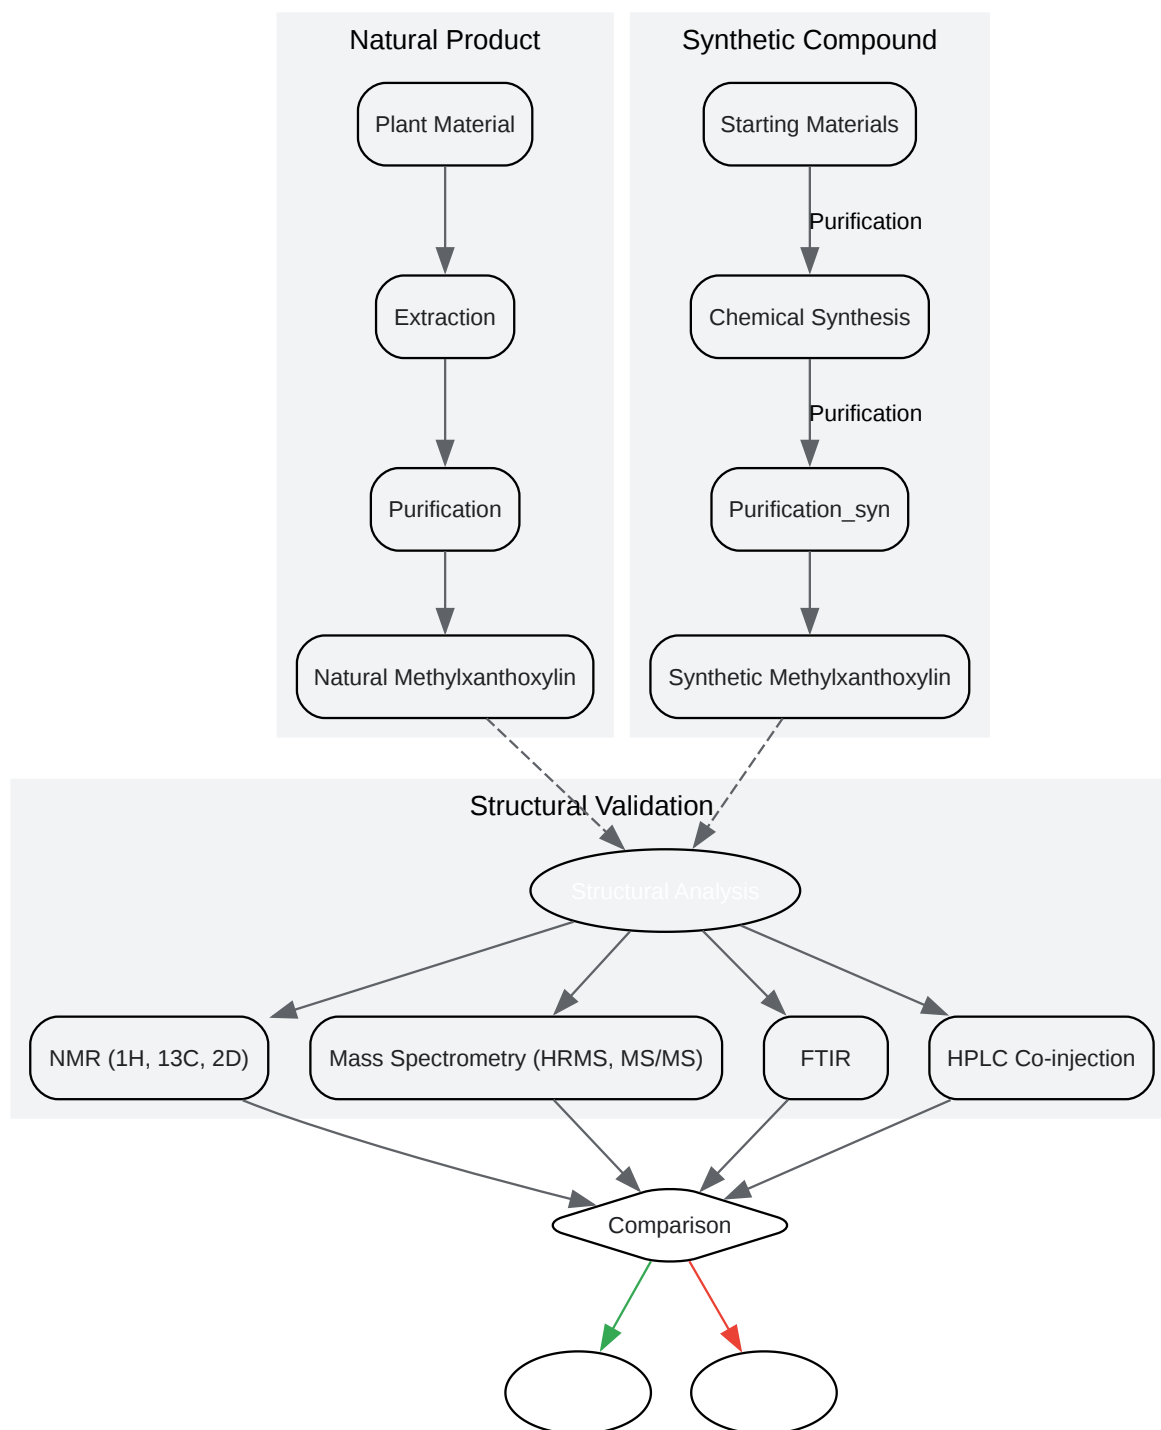 Natural Product
Synthetic Compound
Plant Material
Starting Materials
Purification
Extraction
Chemical Synthesis
Purification
Purification
Purification_syn
Natural Methylxanthoxylin
Synthetic Methylxanthoxylin
Structural Validation
Structural Analysis
NMR (1H, 13C, 2D)
Mass Spectrometry (HRMS, MS/MS)
FTIR
HPLC Co-injection
Comparison